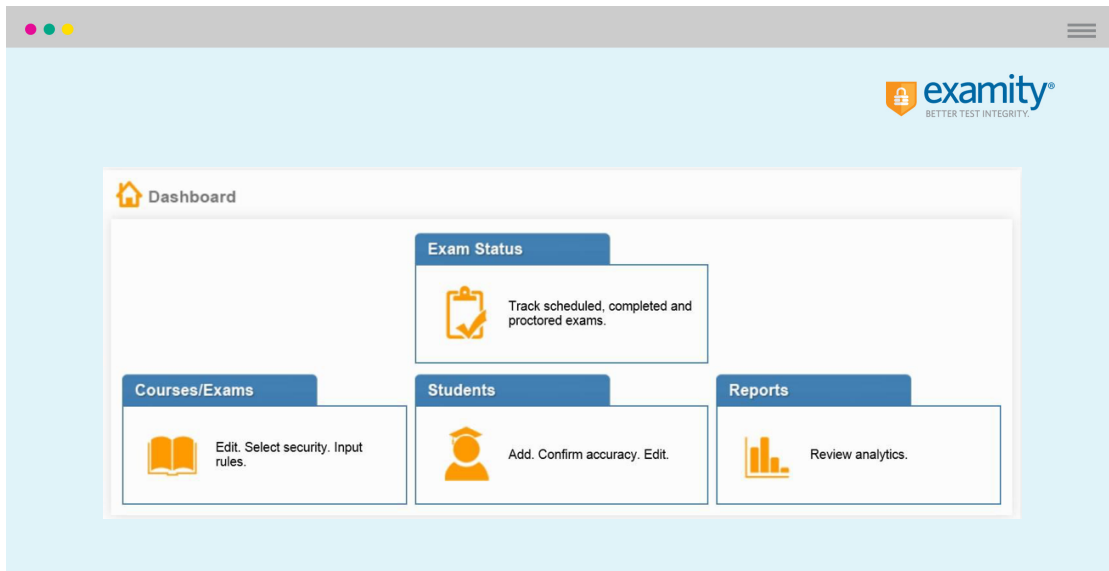 examity®
BETTER TEST INTEGRITY.
Dashboard
Exam Status
Track scheduled, completed and
proctored exams.
Courses/Exams
Edit. Select security. Input
rules.
Students
Add. Confirm accuracy. Edit.
Reports
Review analytics.